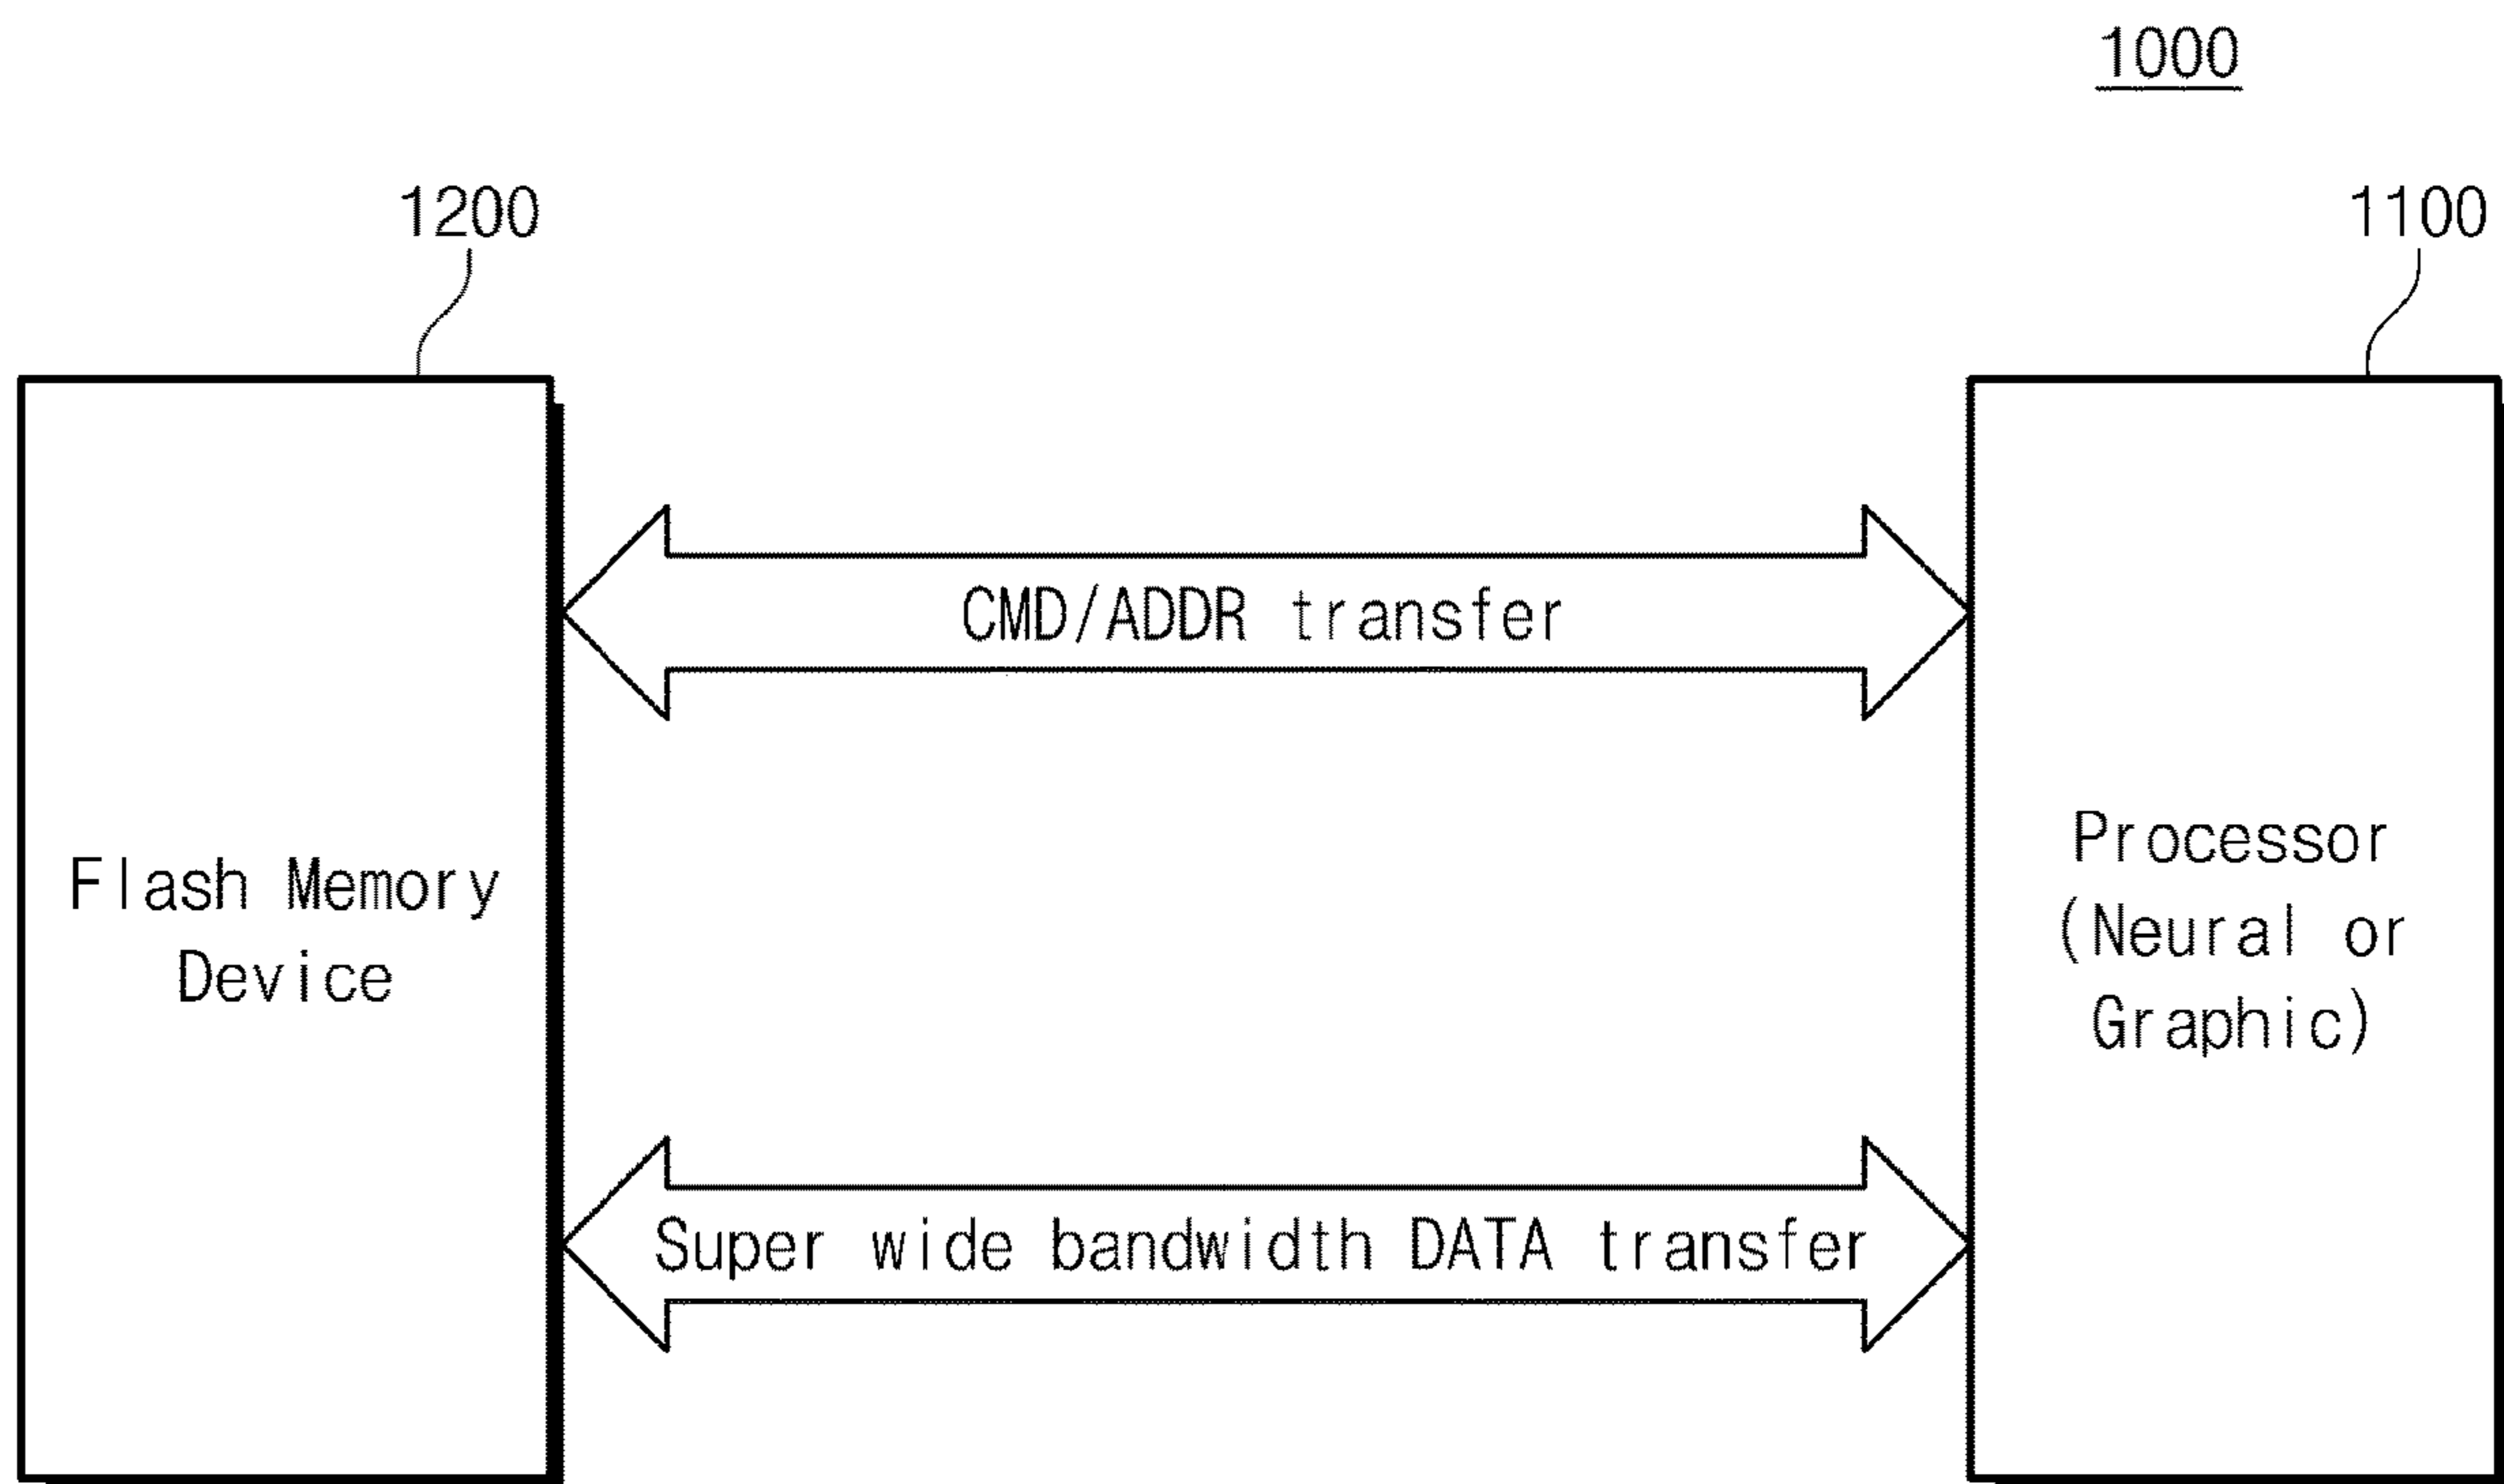 1000
1200
1100
CMD/ADDR transfer
Flash Memory
Device
Processor
(Neural or
Graphic)
Super wide bandwidth DATA transfer